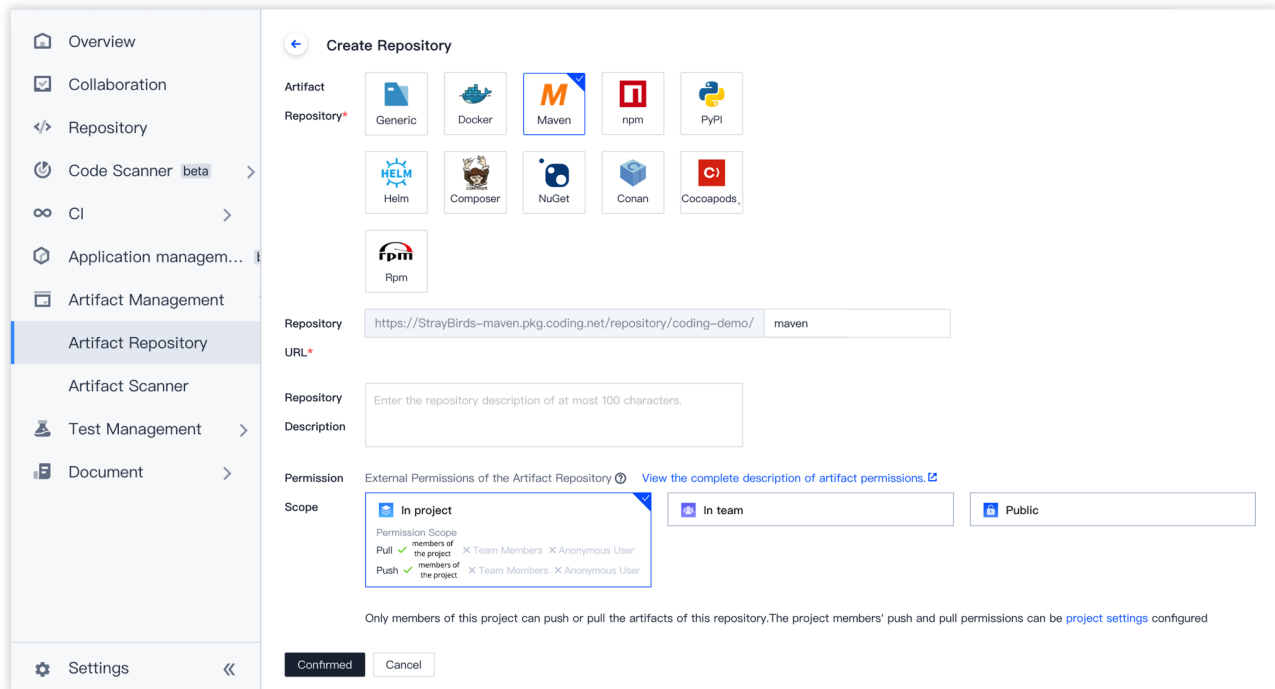 Overview
Collaboration
Repository
Code Scanner beta
CI
Application managem...
Artifact Management
Artifact Repository
Artifact Scanner
Test Management
Document
Settings
Create Repository
Artifact
Repository*
Generic
Docker
Maven
npm
PyPI
HELM
Helm
Composer
NuGet
Conan
Cocoapods
rpm
Rpm
Repository
URL*
https://StrayBirds-maven.pkg.coding.net/repository/coding-demo/ maven
Repository
Description
Enter the repository description of at most 100 characters.
Permission
Scope
External Permissions of the Artifact Repository View the complete description of artifact permissions.
In project
Permission Scope
Pull members of the project Team Members Anonymous User
Push members of the project Team Members Anonymous User
In team
Public
Only members of this project can push or pull the artifacts of this repository.The project members' push and pull permissions can be project settings configured
Confirmed
Cancel